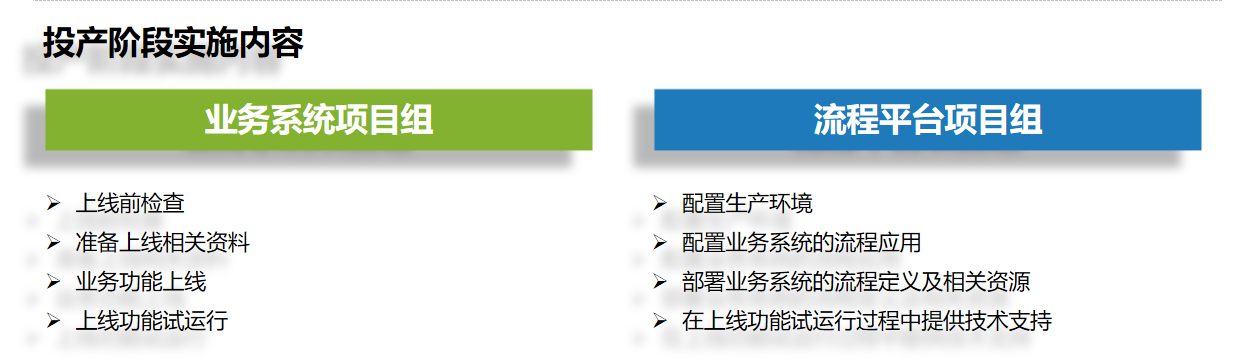 投产阶段实施内容
业务系统项目组
上线前检查
准备上线相关资料
业务功能上线
上线功能试运行
流程平台项目组
配置生产环境
配置业务系统的流程应用
部署业务系统的流程定义及相关资源
在上线功能试运行过程中提供技术支持